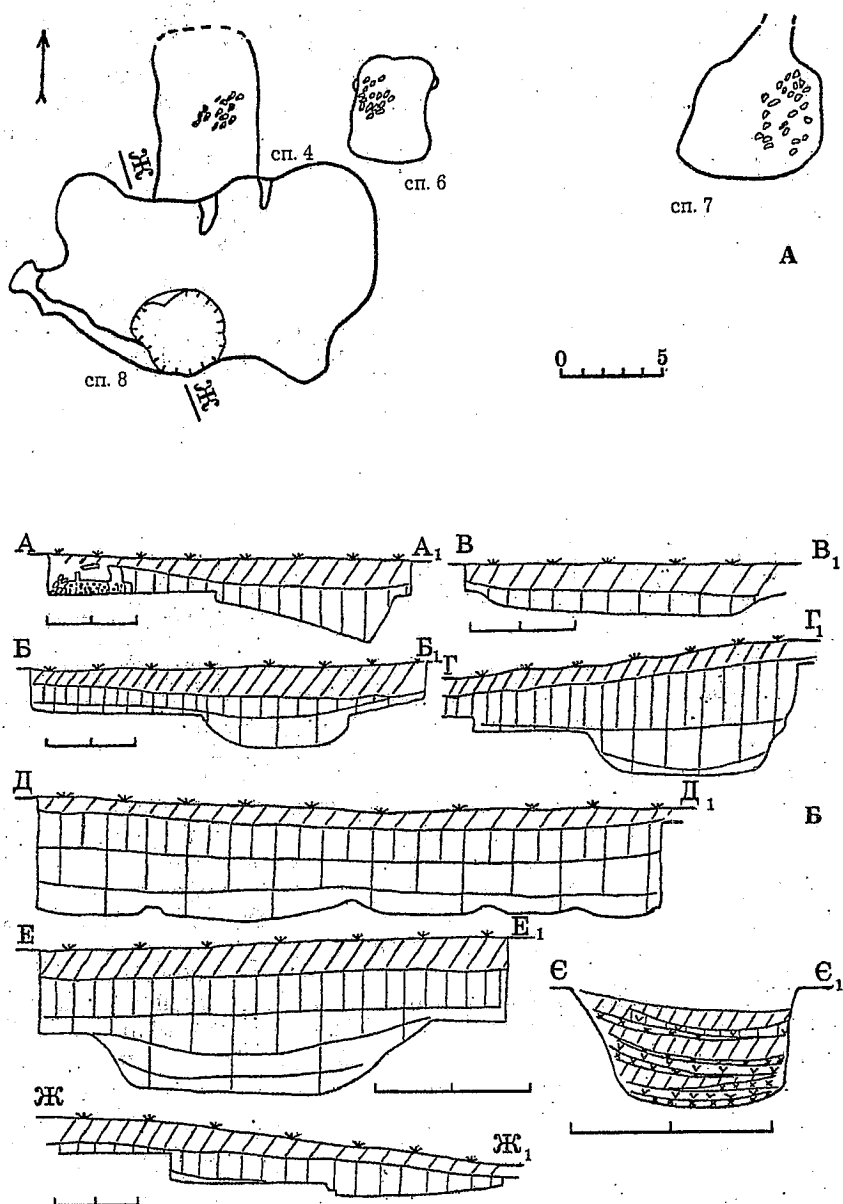 Ж
сп. 4
сп. 6
сп. 7
А
0 5
сп. 8
Ж
А А₁ В В₁
Б Б₁ Г Г₁
Д Д₁ Б
Е Е₁ Є Є₁
Ж Ж₁